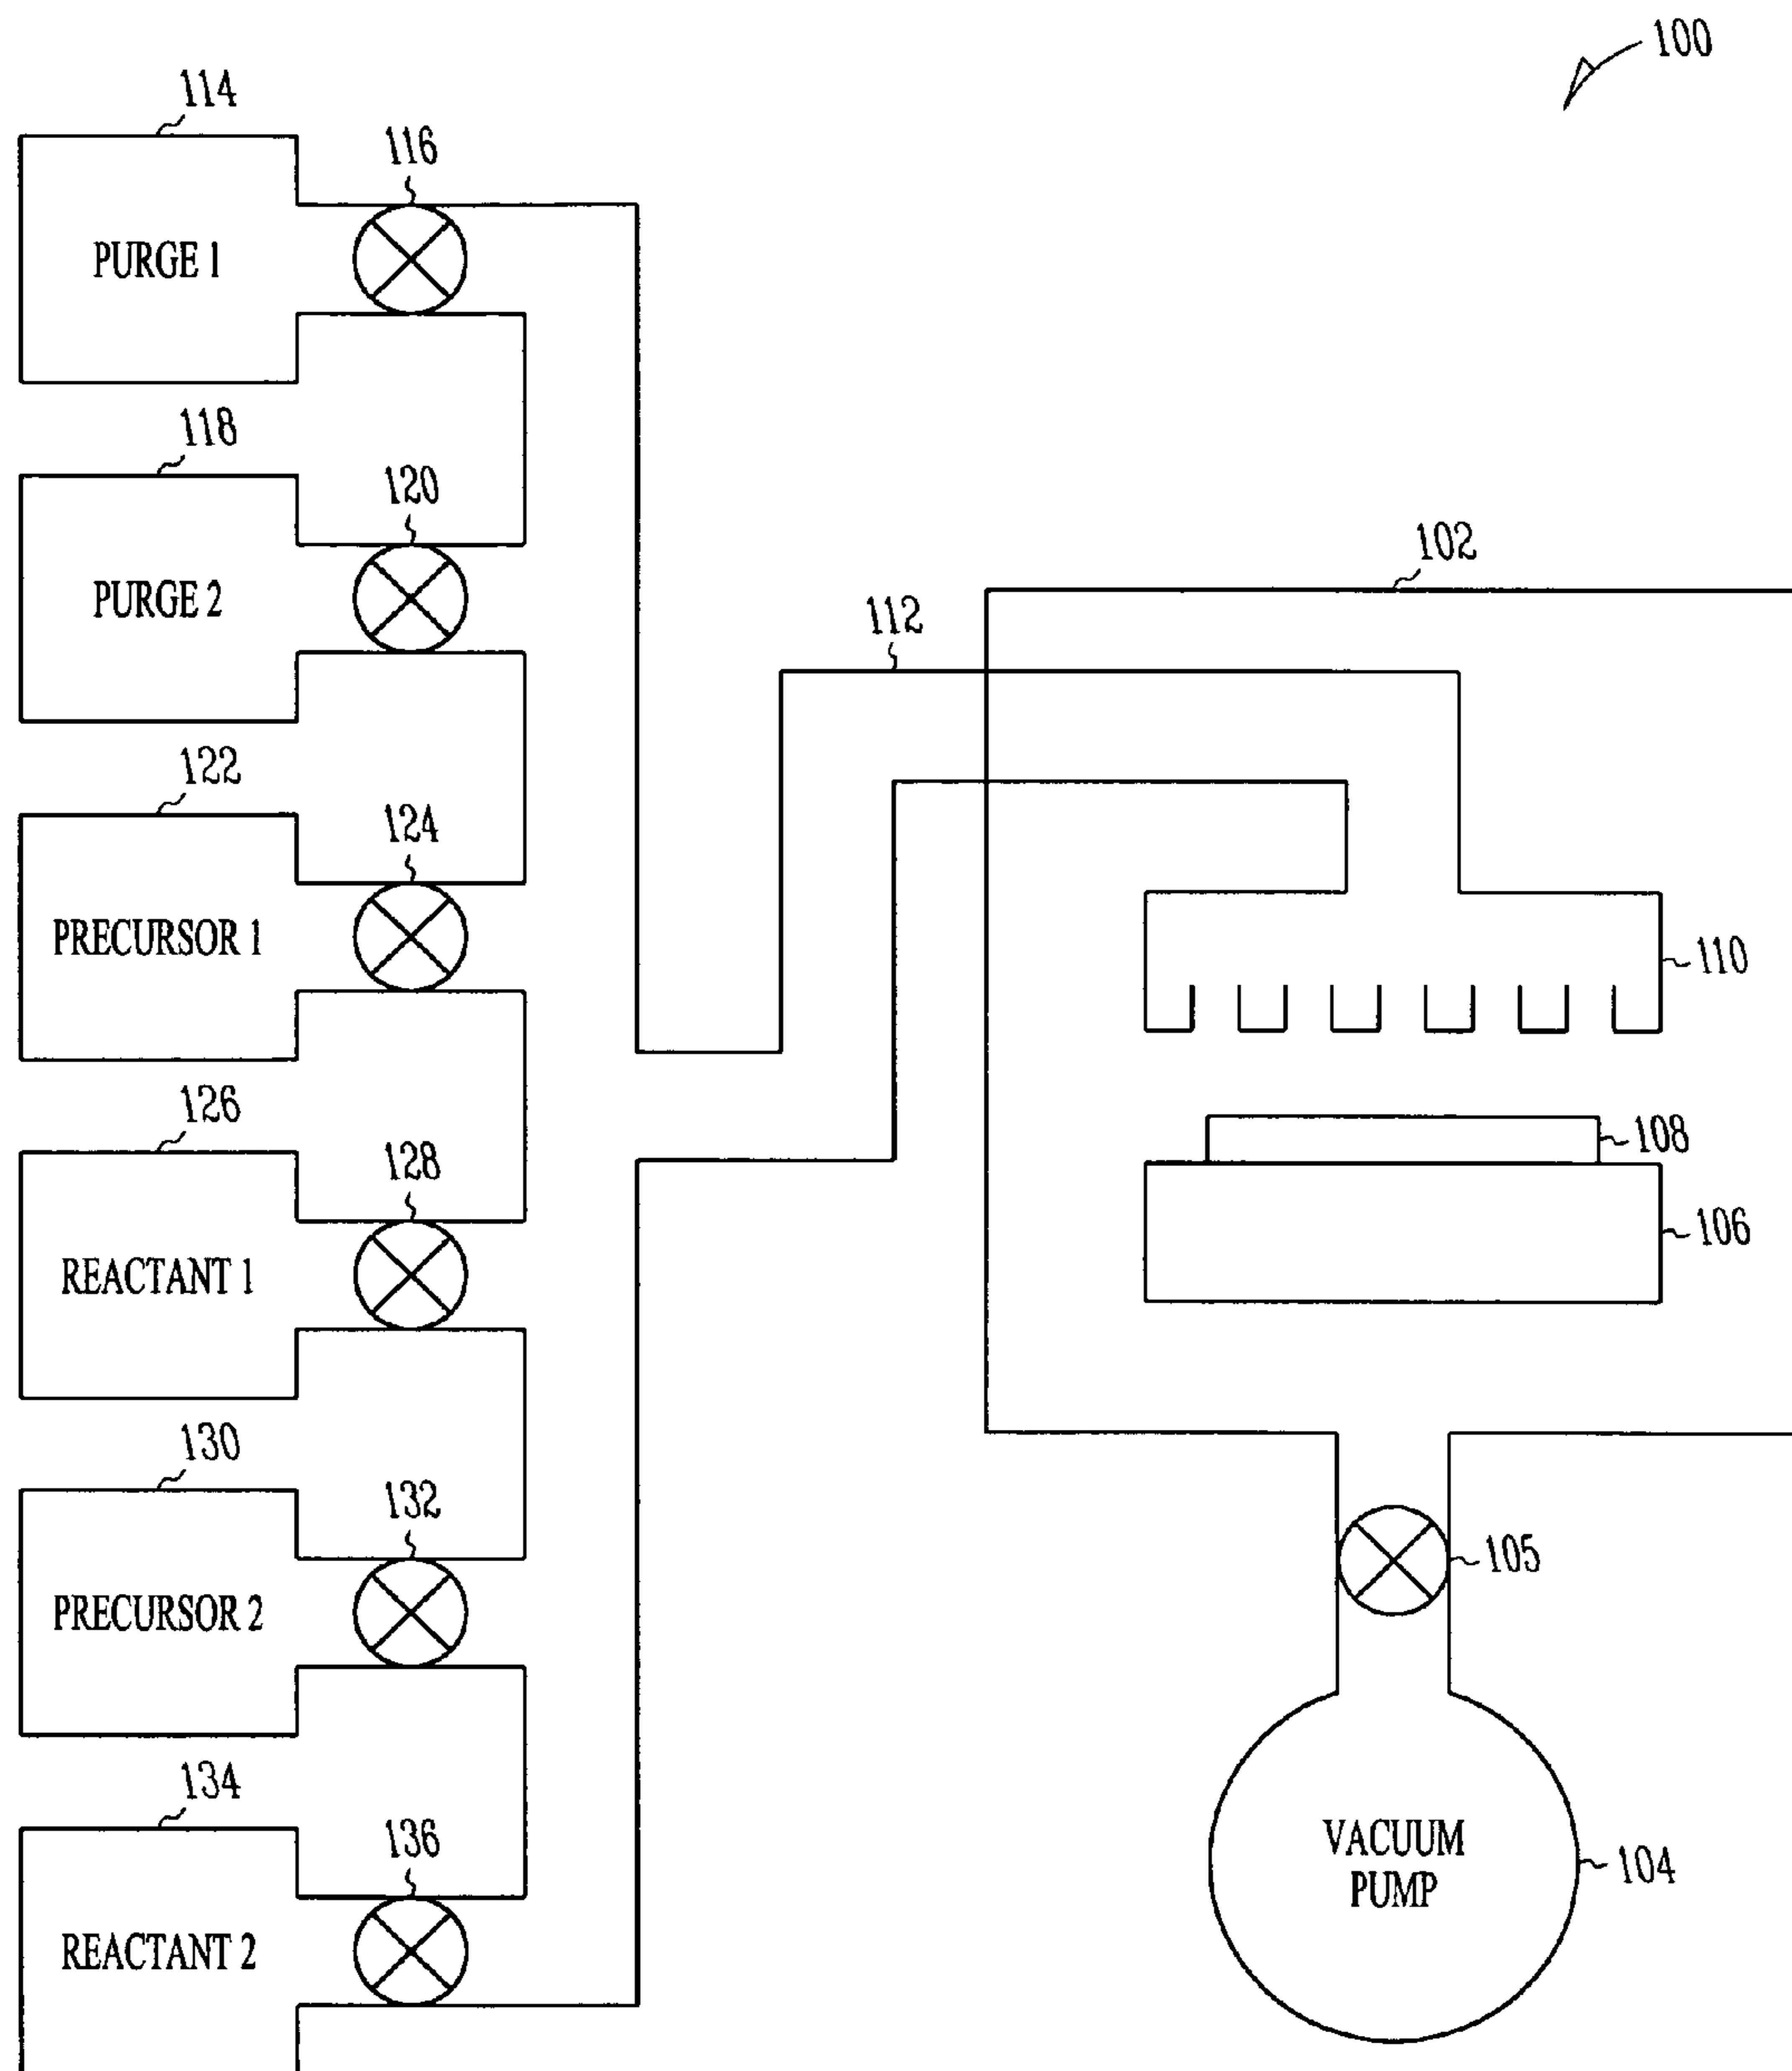 100
114
116
PURGE 1
118
120
PURGE 2
102
112
122
124
PRECURSOR 1
110
126
128
108
REACTANT 1
106
130
132
PRECURSOR 2
105
134
136
REACTANT 2
VACUUM
PUMP
104